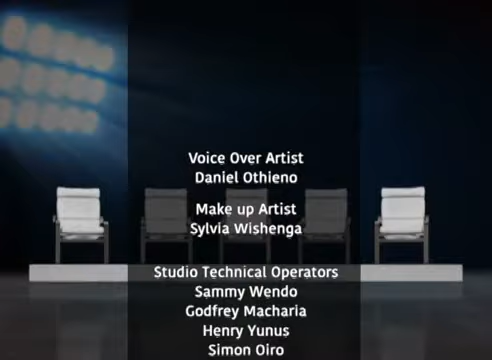 Voice Over Artist
Daniel Othieno
Make up Artist
Sylvia Wishenga
Studio Technical Operators
Sammy Wendo
Godfrey Macharia
Henry Yunus
Simon Oiro